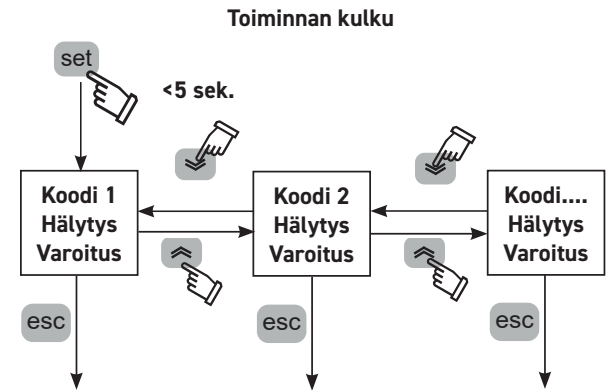 Toiminnan kulku
set
<5 sek.
Koodi 1
Hälytys
Varoitus
Koodi 2
Hälytys
Varoitus
Koodi....
Hälytys
Varoitus
esc
esc
esc